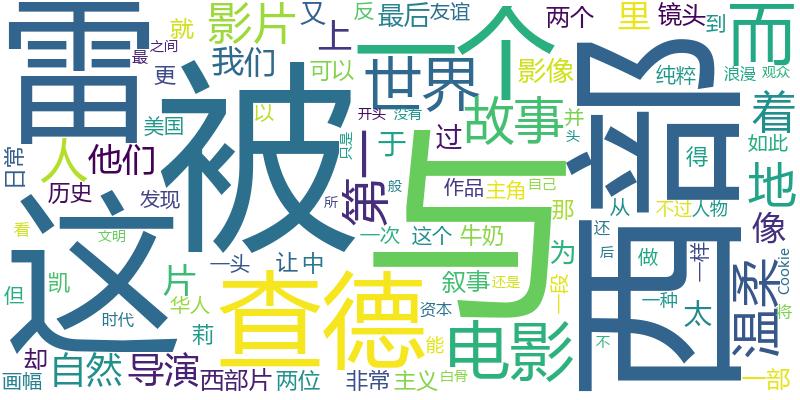 雷 影片 又 反 最后 友谊 两个 里 镜头 到 而
就 上 一个
最 之间 我们 可以 世界 影像 纯粹 浪漫 观众
更 故事 着
美国 以 开头 没有 并 西部
日常 人 他们 被 只是 第一 于 过 头 得 如此
历史 发现 所 般 与 作品 主角 自己 那 从 不过 人物 地
看 这 文明 一次 这个 牛奶 还 像
一头 让 中 为 后 做 一样 Cookie
但 凯 片 华人 查德 叙事 还是 一段 一种 太 温柔
时代 莉 资本 电影 将
却 能 不
画幅 自然 导演 西部片 两位 非常 主义 白骨 一部